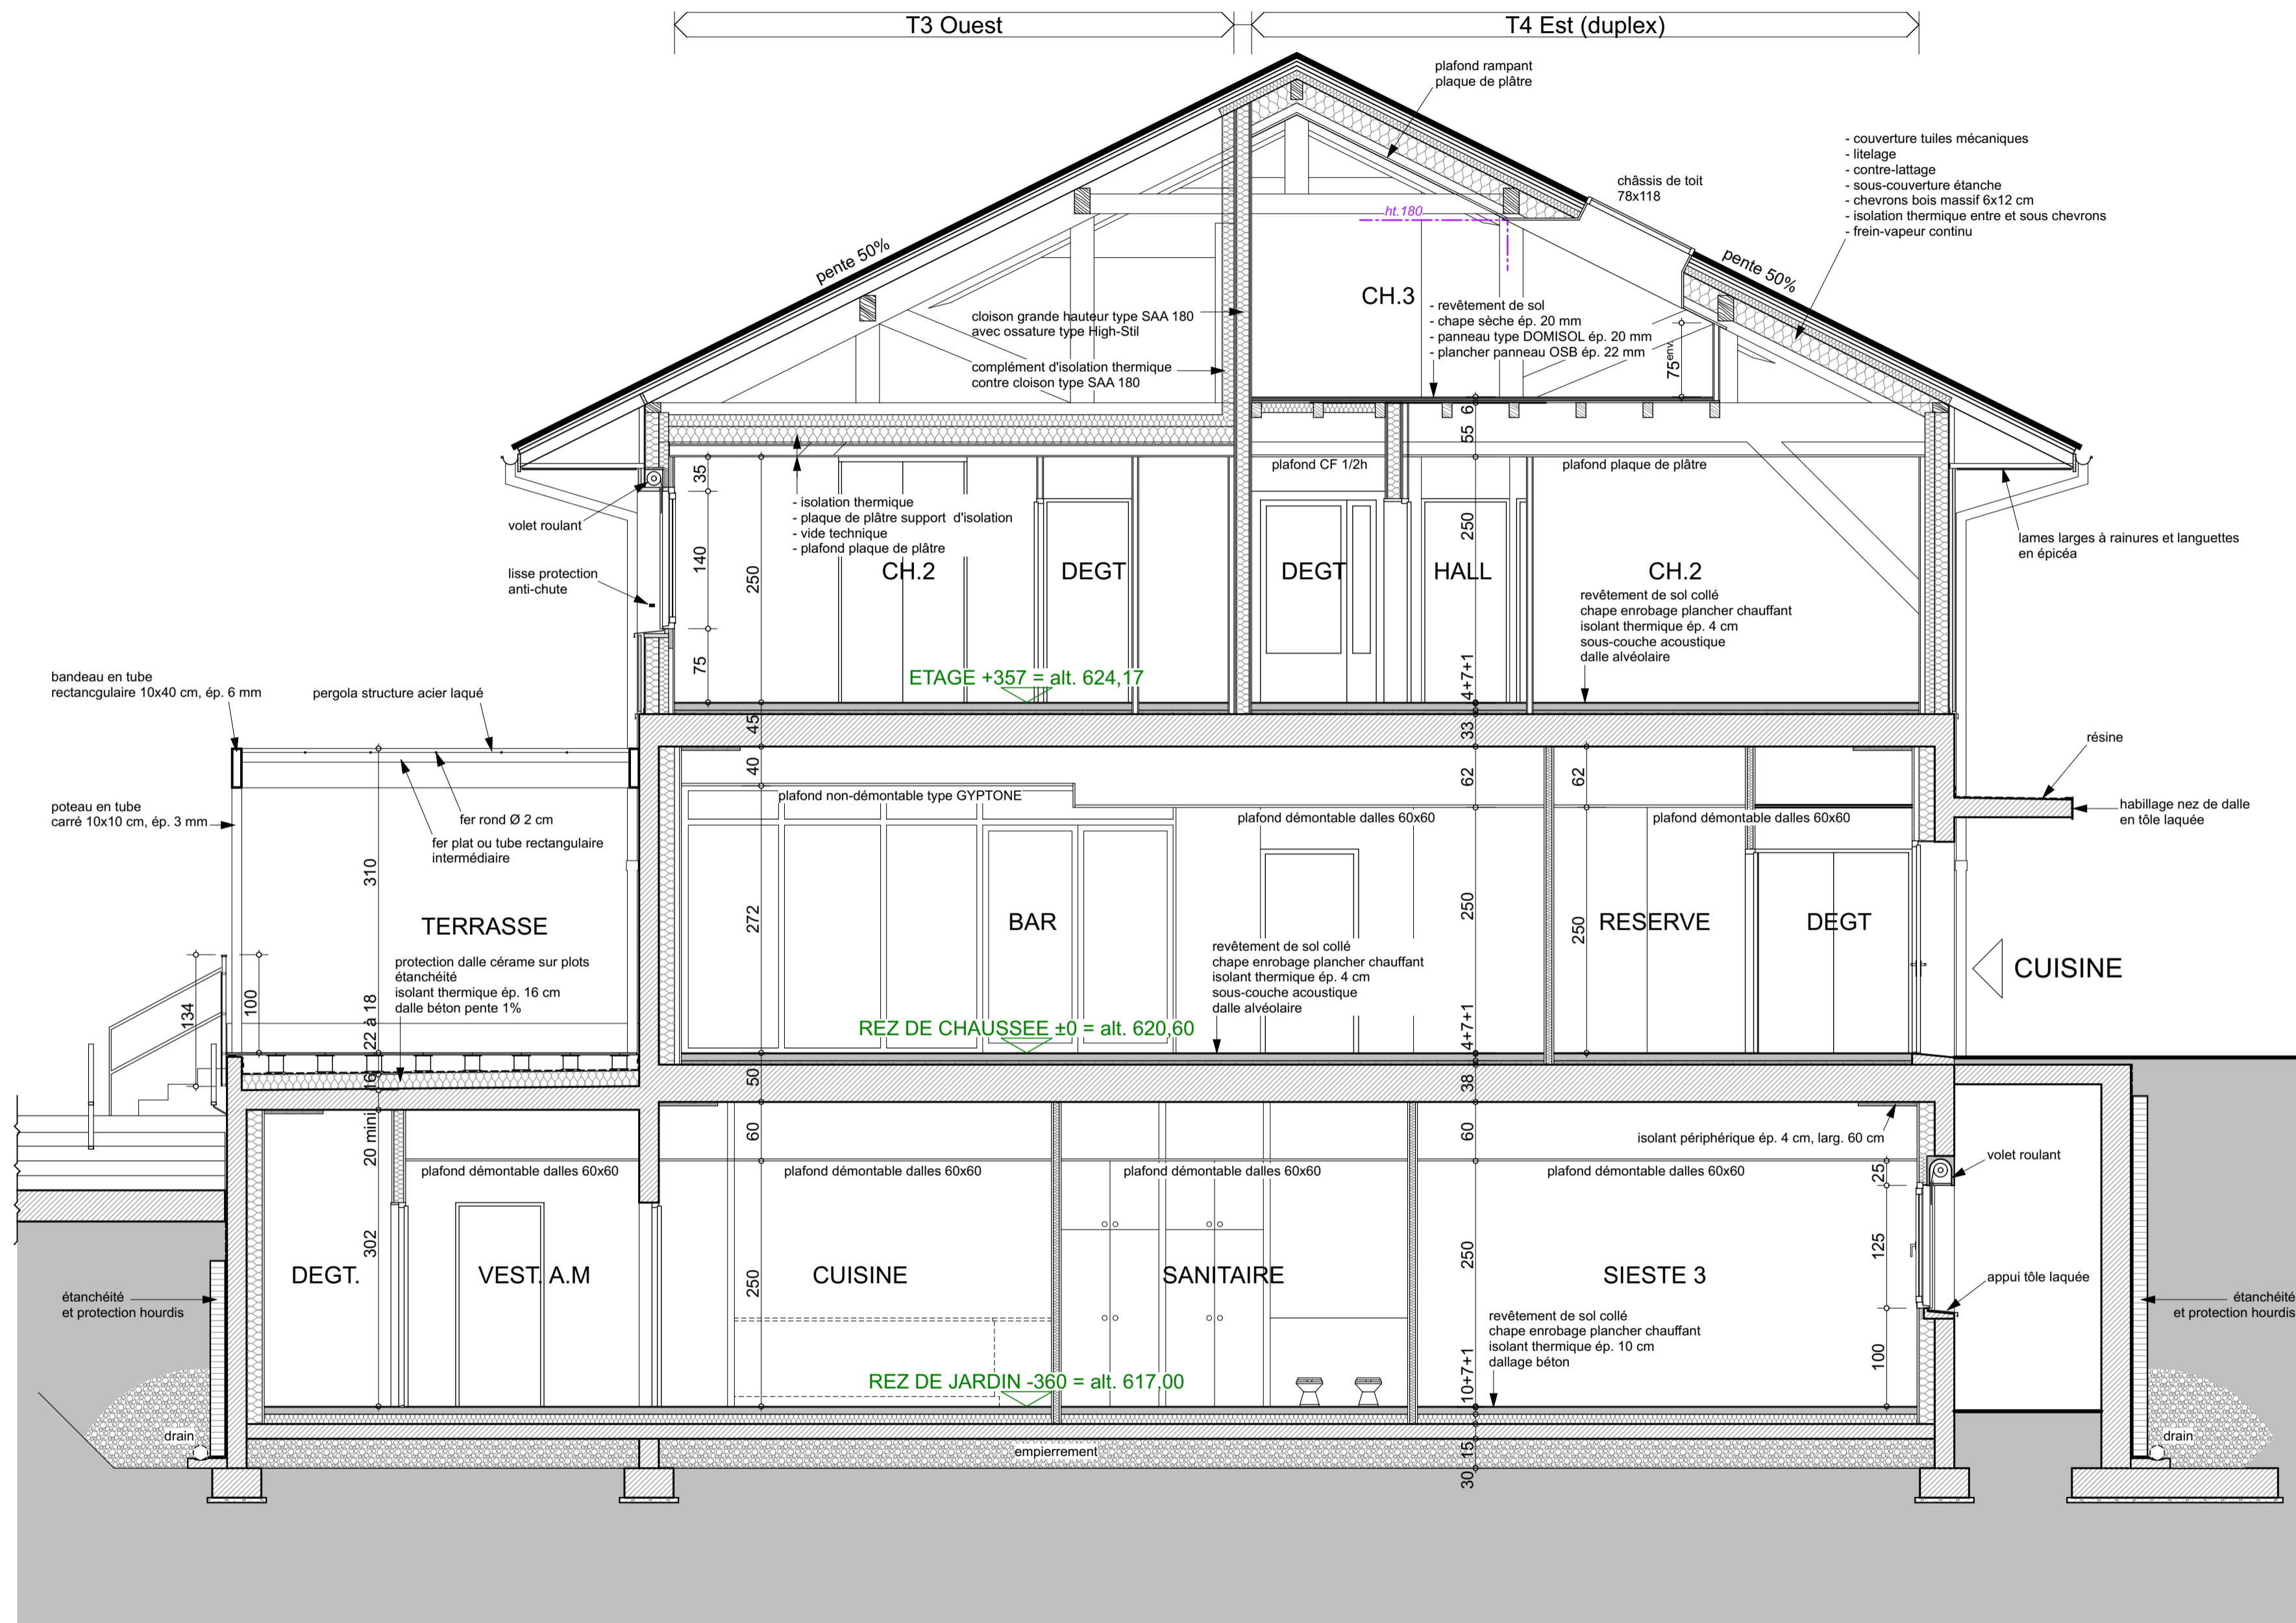 T3 Ouest
T4 Est (duplex)
plafond rampant
plaque de plâtre
- couverture tuiles mécaniques
- litelage
- contre-lattage
- sous-couverture étanche
- chevrons bois massif 6x12 cm
- isolation thermique entre et sous chevrons
- frein-vapeur continu
châssis de toit
78x118
ht.180
pente 50%
pente 50%
CH.3
- revêtement de sol
- chape sèche ép. 20 mm
- panneau type DOMISOL ép. 20 mm
- plancher panneau OSB ép. 22 mm
75env.
cloison grande hauteur type SAA 180
avec ossature type High-Stil
complément d'isolation thermique
contre cloison type SAA 180
6
55
35
140
75
250
volet roulant
lisse protection
anti-chute
- isolation thermique
- plaque de plâtre support d'isolation
- vide technique
- plafond plaque de plâtre
plafond CF 1/2h
plafond plaque de plâtre
250
CH.2
DEGT
DEGT
HALL
CH.2
revêtement de sol collé
chape enrobage plancher chauffant
isolant thermique ép. 4 cm
sous-couche acoustique
dalle alvéolaire
lames larges à rainures et languettes
en épicéa
ETAGE +357 = alt. 624,17
4+7+1
45
33
bandeau en tube
rectancgulaire 10x40 cm, ép. 6 mm
pergola structure acier laqué
poteau en tube
carré 10x10 cm, ép. 3 mm
fer rond Ø 2 cm
fer plat ou tube rectangulaire
intermédiaire
310
40
62
62
plafond non-démontable type GYPTONE
plafond démontable dalles 60x60
plafond démontable dalles 60x60
résine
habillage nez de dalle
en tôle laquée
TERRASSE
272
BAR
250
250
RESERVE
DEGT
CUISINE
protection dalle cérame sur plots
étanchéité
isolant thermique ép. 16 cm
dalle béton pente 1%
revêtement de sol collé
chape enrobage plancher chauffant
isolant thermique ép. 4 cm
sous-couche acoustique
dalle alvéolaire
134
100
22 à 18
16
REZ DE CHAUSSEE ±0 = alt. 620,60
4+7+1
50
38
20 mini
60
60
isolant périphérique ép. 4 cm, larg. 60 cm
volet roulant
plafond démontable dalles 60x60
plafond démontable dalles 60x60
plafond démontable dalles 60x60
plafond démontable dalles 60x60
25
302
250
250
125
100
DEGT.
VEST. A.M
CUISINE
SANITAIRE
SIESTE 3
appui tôle laquée
étanchéité
et protection hourdis
étanchéité
et protection hourdis
revêtement de sol collé
chape enrobage plancher chauffant
isolant thermique ép. 10 cm
dallage béton
REZ DE JARDIN -360 = alt. 617,00
10+7+1
drain
drain
empierrement
15
30